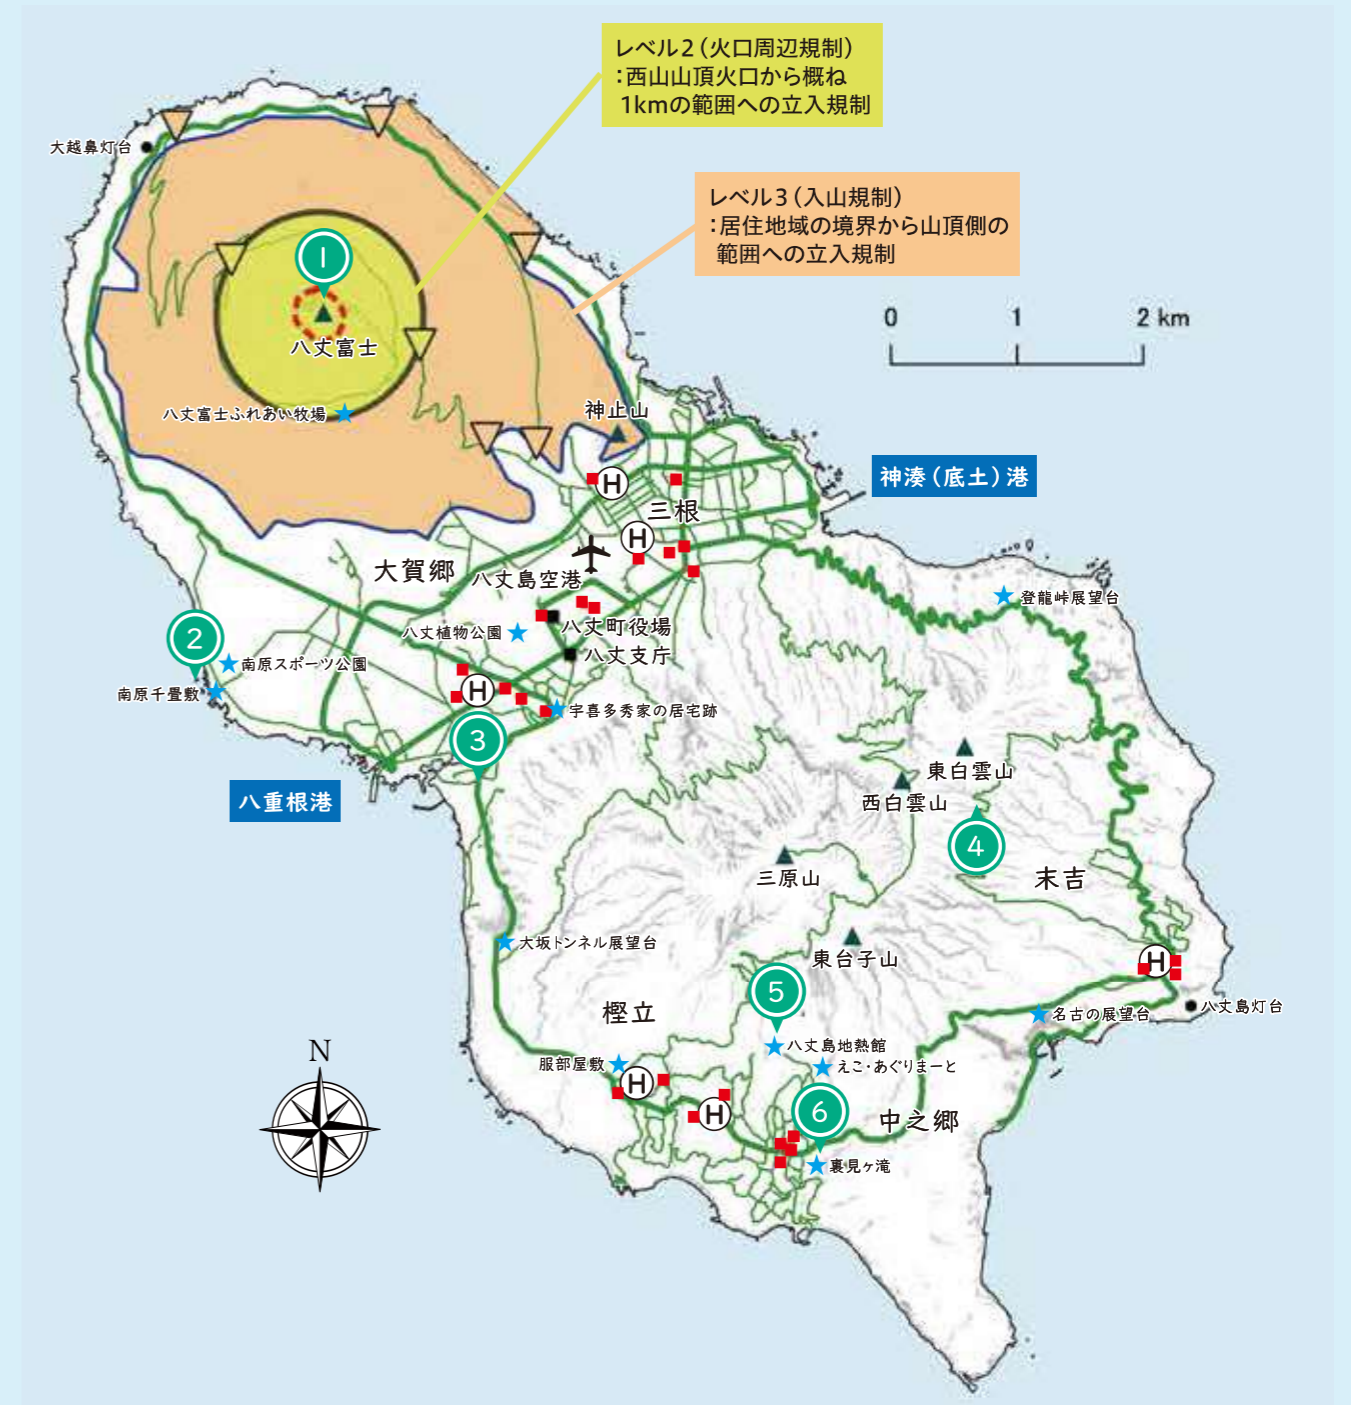 レベル2（火口周辺規制）
：西山山頂火口から概ね
1kmの範囲への立入規制
大越鼻灯台
レベル3（入山規制）
：居住地域の境界から山頂側の
範囲への立入規制
1
八丈富士
0 1 2 km
八丈富士ふれあい牧場
神止山
神湊（底土）港
H
三根
H
大賀郷
八丈島空港
登龍峠展望台
八丈植物公園
八丈町役場
2
八丈支庁
南原スポーツ公園
南原千畳敷
H
宇喜多秀家の居宅跡
3
東白雲山
八重根港
西白雲山
4
三原山
末吉
大坂トンネル展望台
東台子山
H
5
樫立
八丈島灯台
名古の展望台
N
八丈島地熱館
服部屋敷
えこ・あぐりまーと
H
H
6
中之郷
裏見ヶ滝